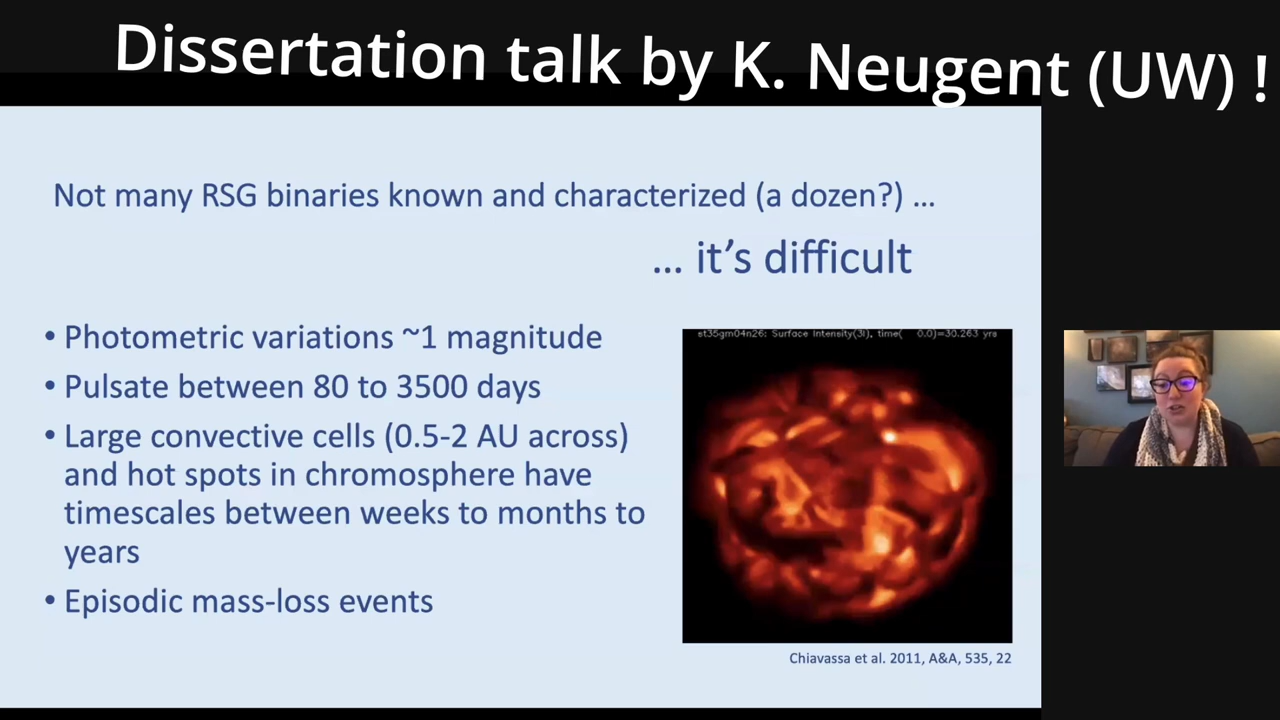 Dissertation talk by K. Neugent (UW) !
Not many RSG binaries known and characterized (a dozen?) …
… it’s difficult
• Photometric variations ~1 magnitude
• Pulsate between 80 to 3500 days
• Large convective cells (0.5-2 AU across)
and hot spots in chromosphere have
timescales between weeks to months to
years
• Episodic mass-loss events
st35gm04n26: Surface Intensity(3r), time( 0.0)=30.263 yrs
Chiavassa et al. 2011, A&A, 535, 22